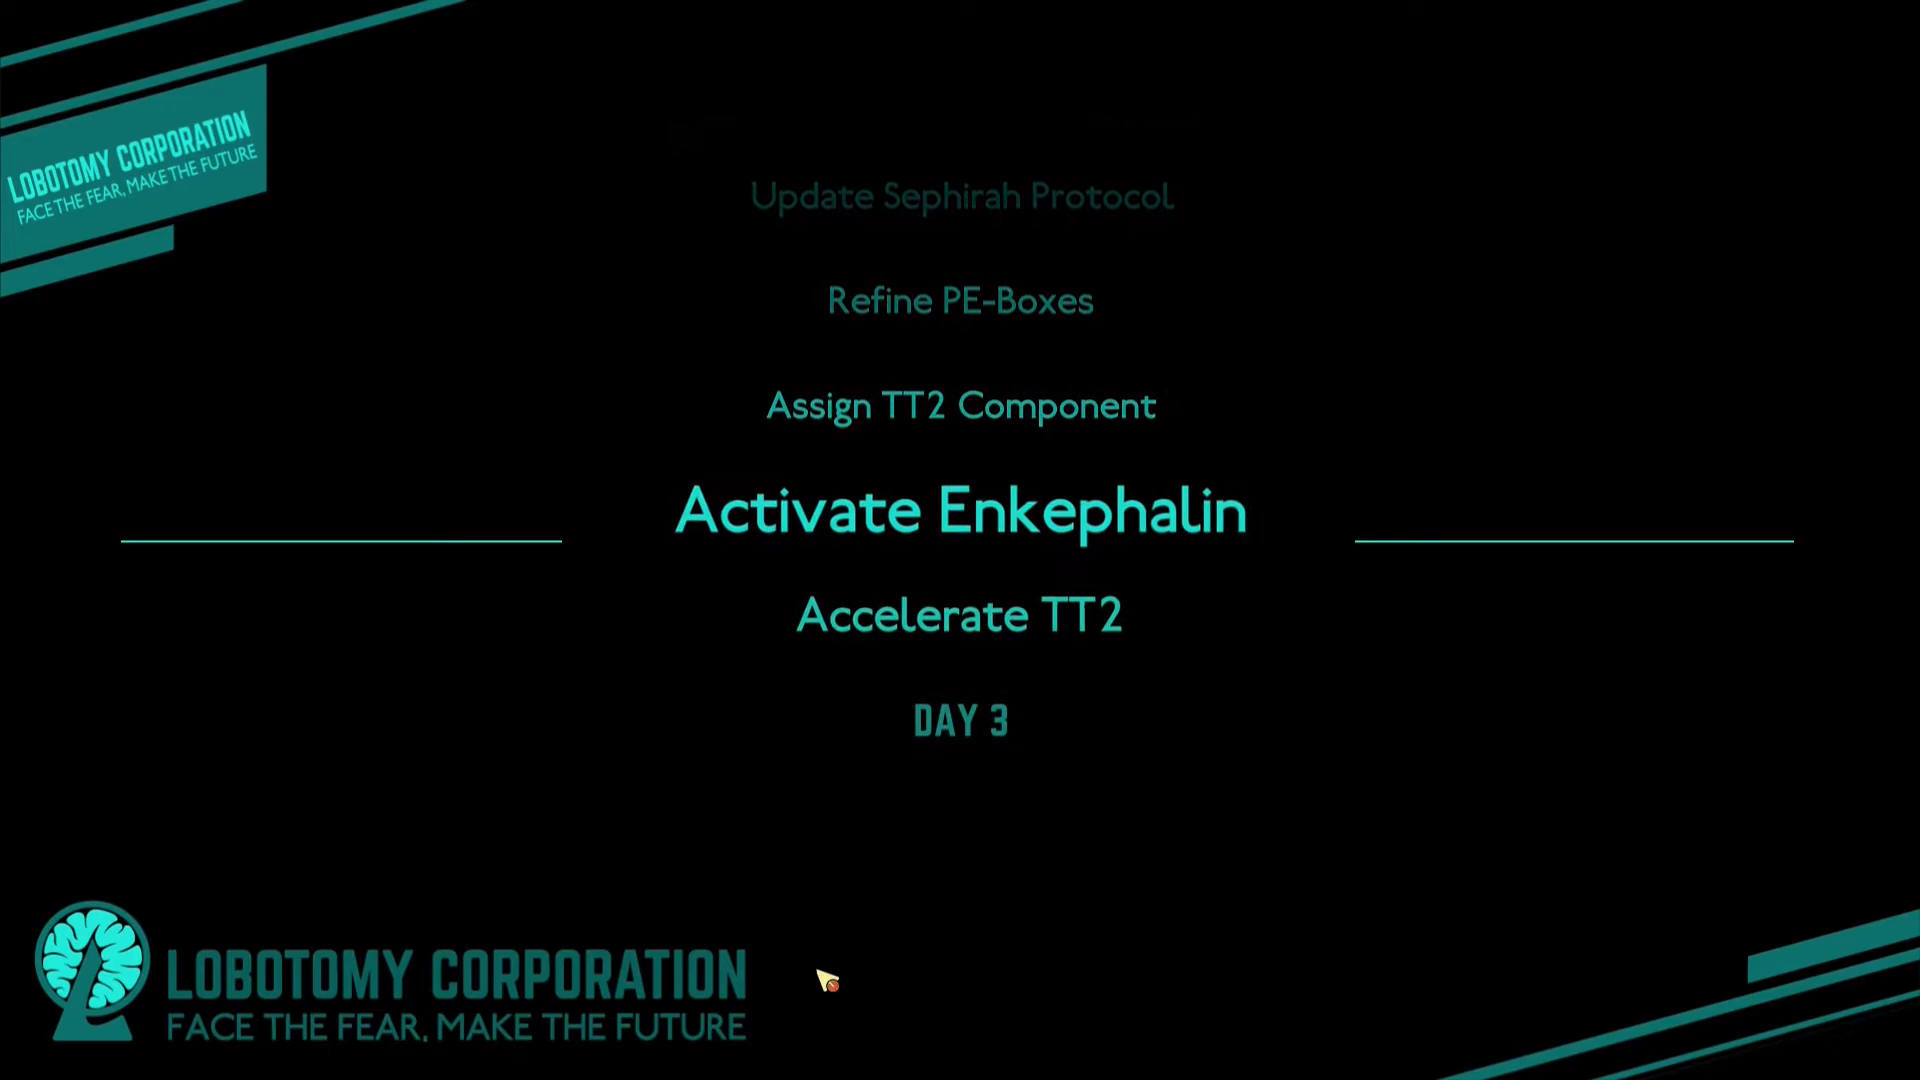 LOBOTOMY CORPORATION
FACE THE FEAR, MAKE THE FUTURE
Update Sephirah Protocol
Refine PE-Boxes
Assign TT2 Component
Activate Enkephalin
Accelerate TT2
DAY 3
LOBOTOMY CORPORATION
FACE THE FEAR, MAKE THE FUTURE